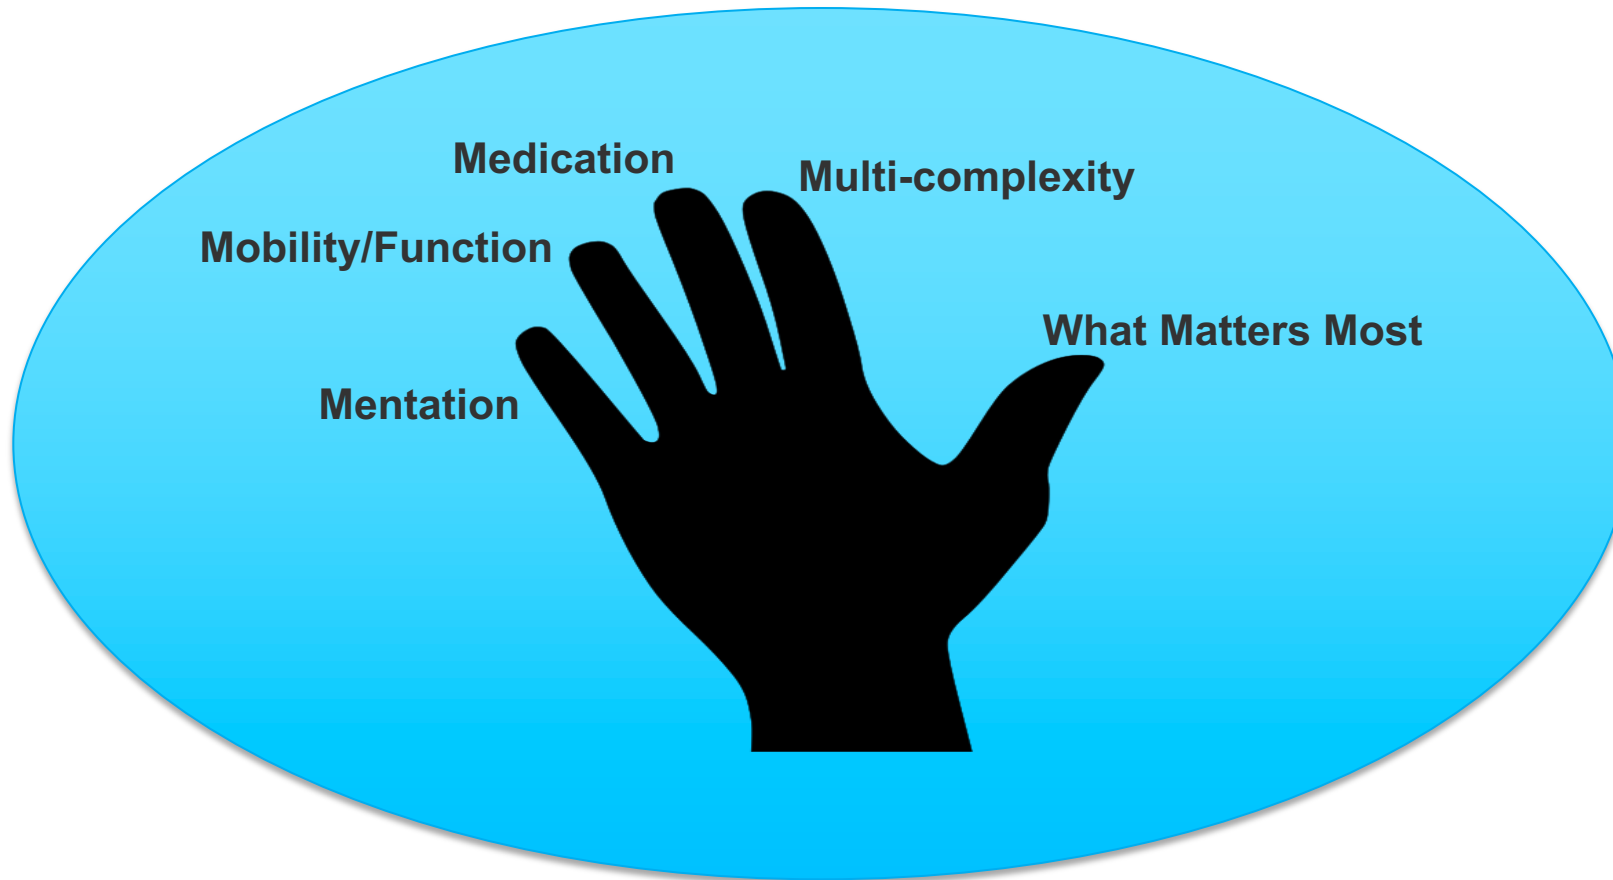 Medication
Multi-complexity
Mobility/Function
What Matters Most
Mentation